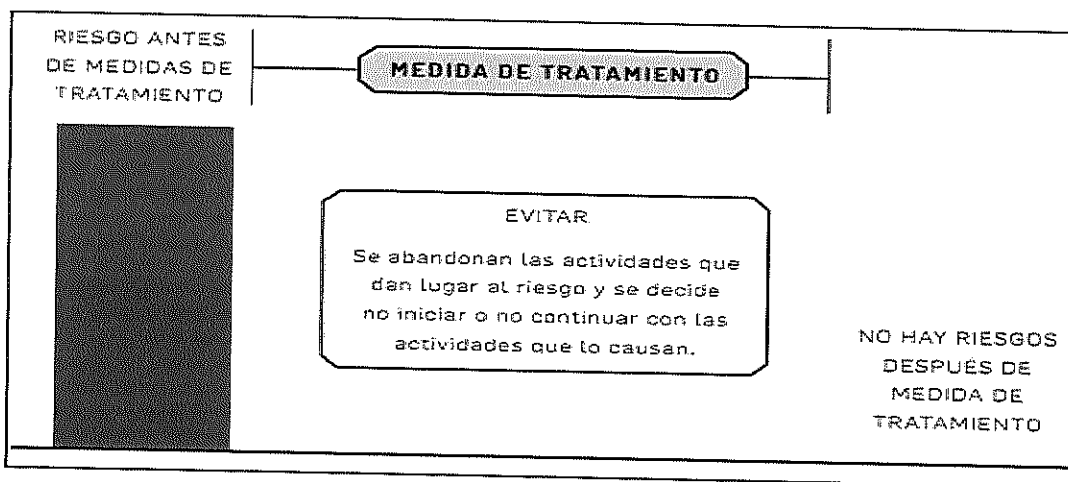 RIESGO ANTES
DE MEDIDAS DE
TRATAMIENTO
MEDIDA DE TRATAMIENTO
EVITAR
Se abandonan las actividades que
dan lugar al riesgo y se decide
no iniciar o no continuar con las
actividades que lo causan.
NO HAY RIESGOS
DESPUÉS DE
MEDIDA DE
TRATAMIENTO